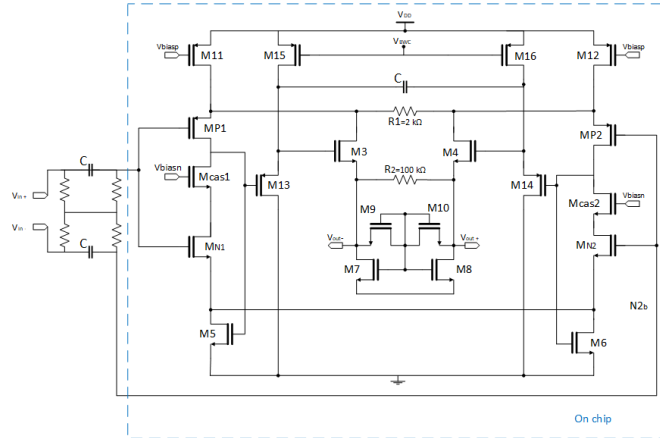 VDD
Vbiasp M11 M15 VBWC M16 M12 Vbiasp
C
R1=2 kΩ
MP1 M3 M4 MP2
C Vbiasn Mcas1 M13 R2=100 kΩ M14 Vbiasn
Vin+ Mcas2
M9 M10
Vin-
C MN1 Vout- Vout+ MN2
M7 M8
N2b
M5 M6
On chip